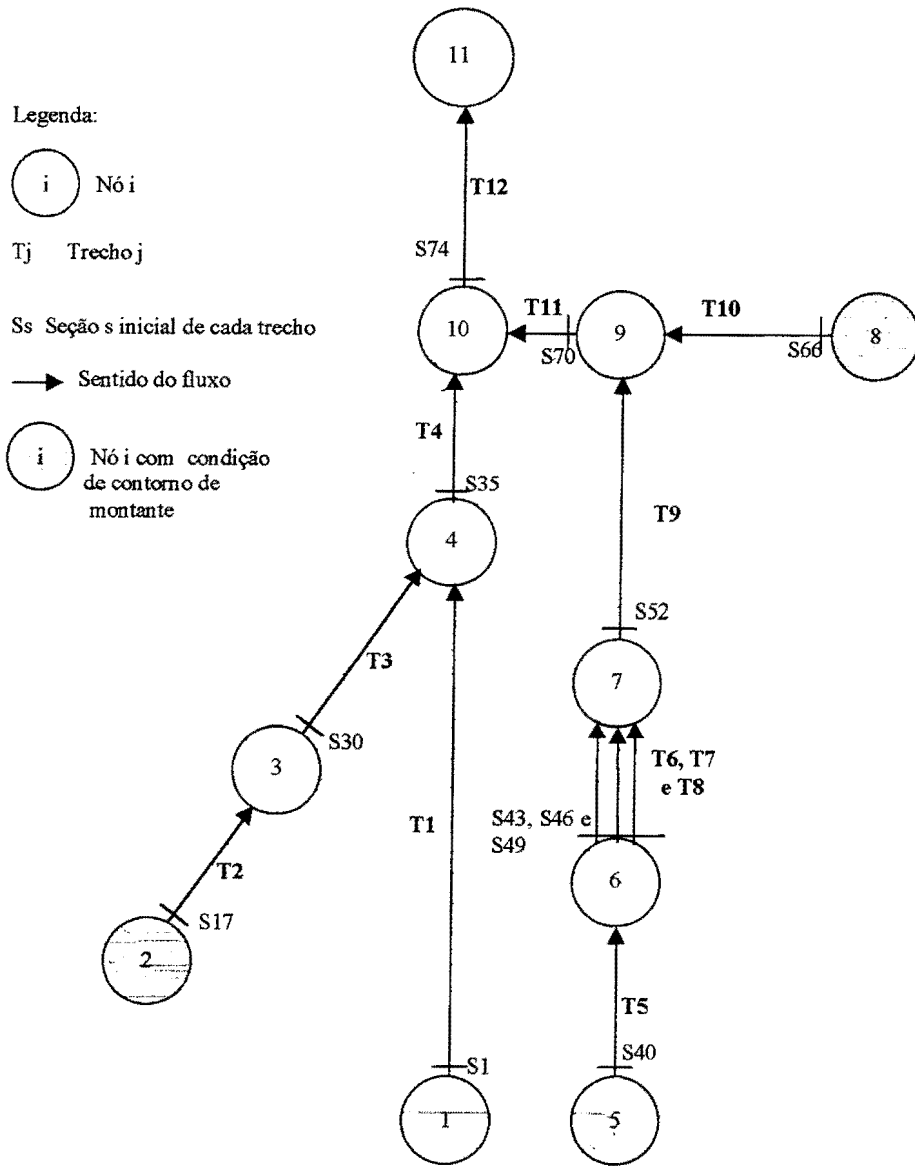 11
Legenda:
i Nó i
T12
Tj Trecho j
S74
Ss Seção s inicial de cada trecho
10
T11
S70
9
T10
S66
8
Sentido do fluxo
T4
i Nó i com condição
de contorno de
montante
S35
4
T9
S52
T3
7
S30
3
T6, T7
e T8
S43, S46 e
S49
T1
6
T2
S17
2
T5
S40
S1
1
5